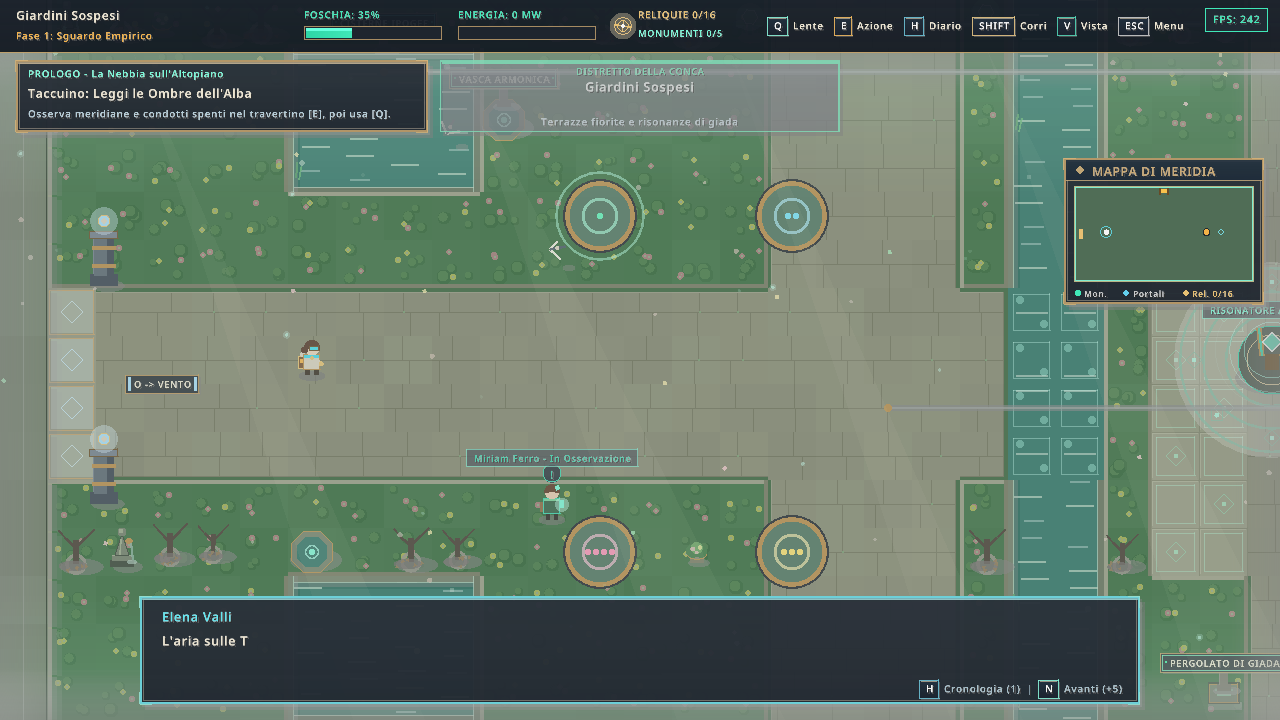 Giardini Sospesi
Fase 1: Sguardo Empirico
FOSCHIA: 35%
ENERGIA: 0 MW
RELIQUIE 0/16
MONUMENTI 0/5
Q Lente
E Azione
H Diario
SHIFT Corri
V Vista
ESC Menu
FPS: 242
PROLOGO - La Nebbia sull'Altopiano
Taccuino: Leggi le Ombre dell'Alba
Osserva meridiane e condotti spenti nel travertino [E], poi usa [Q].
VASCA ARMONICA
DISTRETTO DELLA CONCA
Giardini Sospesi
Terrazze fiorite e risonanze di giada
MAPPA DI MERIDIA
Mon. Portali Rel. 0/16
RISONATORE
O -> VENTO
Miriam Ferro - In Osservazione
Elena Valli
L'aria sulle T
H Cronologia (1) | N Avanti (+5)
PERGOLATO DI GIADA